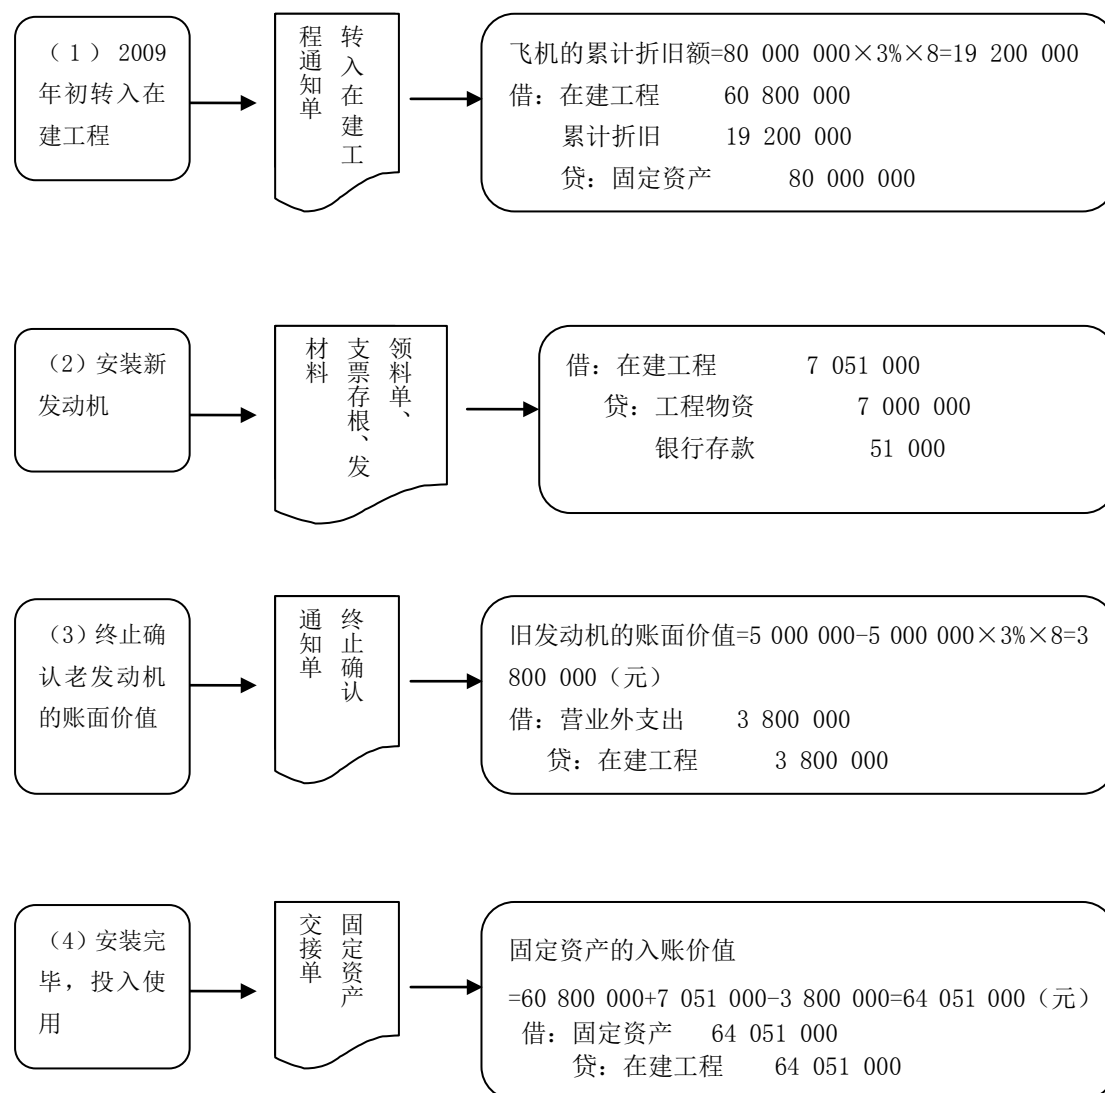 （1）2009
年初转入在
建工程
转入在建工
程通知单
飞机的累计折旧额=80 000 000×3%×8=19 200 000
借：在建工程 60 800 000
累计折旧 19 200 000
贷：固定资产 80 000 000
（2）安装新
发动机
领料单、
支票存根、发
材料
借：在建工程 7 051 000
贷：工程物资 7 000 000
银行存款 51 000
（3）终止确
认老发动机
的账面价值
终止确认
通知单
旧发动机的账面价值=5 000 000-5 000 000×3%×8=3
800 000（元）
借：营业外支出 3 800 000
贷：在建工程 3 800 000
（4）安装完
毕，投入使
用
固定资产
交接单
固定资产的入账价值
=60 800 000+7 051 000-3 800 000=64 051 000（元）
借：固定资产 64 051 000
贷：在建工程 64 051 000